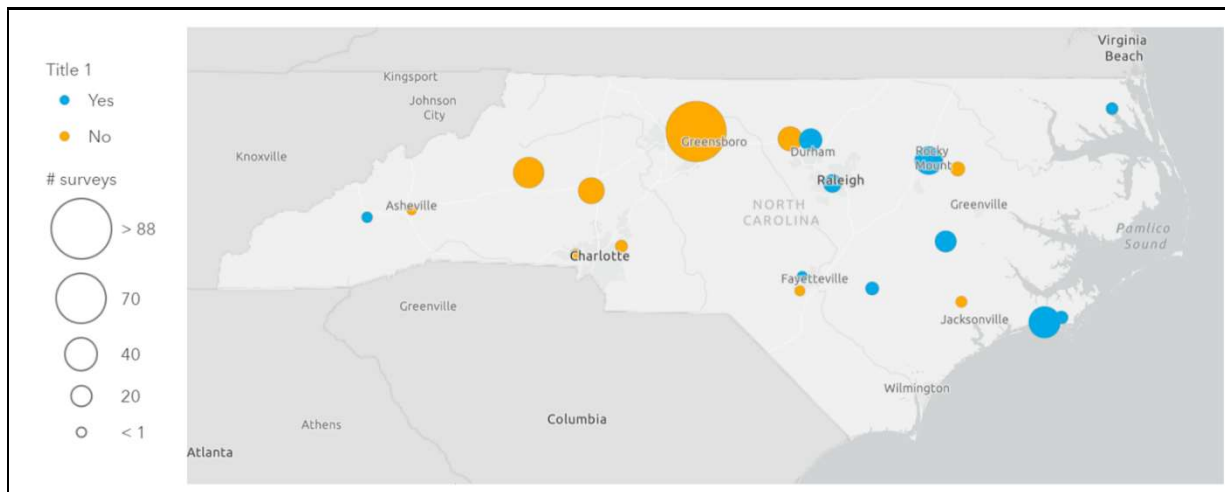 Title 1
Yes
No
# surveys
> 88
70
40
20
< 1
Virginia
Beach
Kingsport
Johnson
City
Knoxville
Greensboro
Durham
Rocky
Mount
Raleigh
Asheville
NORTH
CAROLINA
Greenville
Pamlico
Sound
Charlotte
Fayetteville
Greenville
Jacksonville
Wilmington
Columbia
Athens
Atlanta